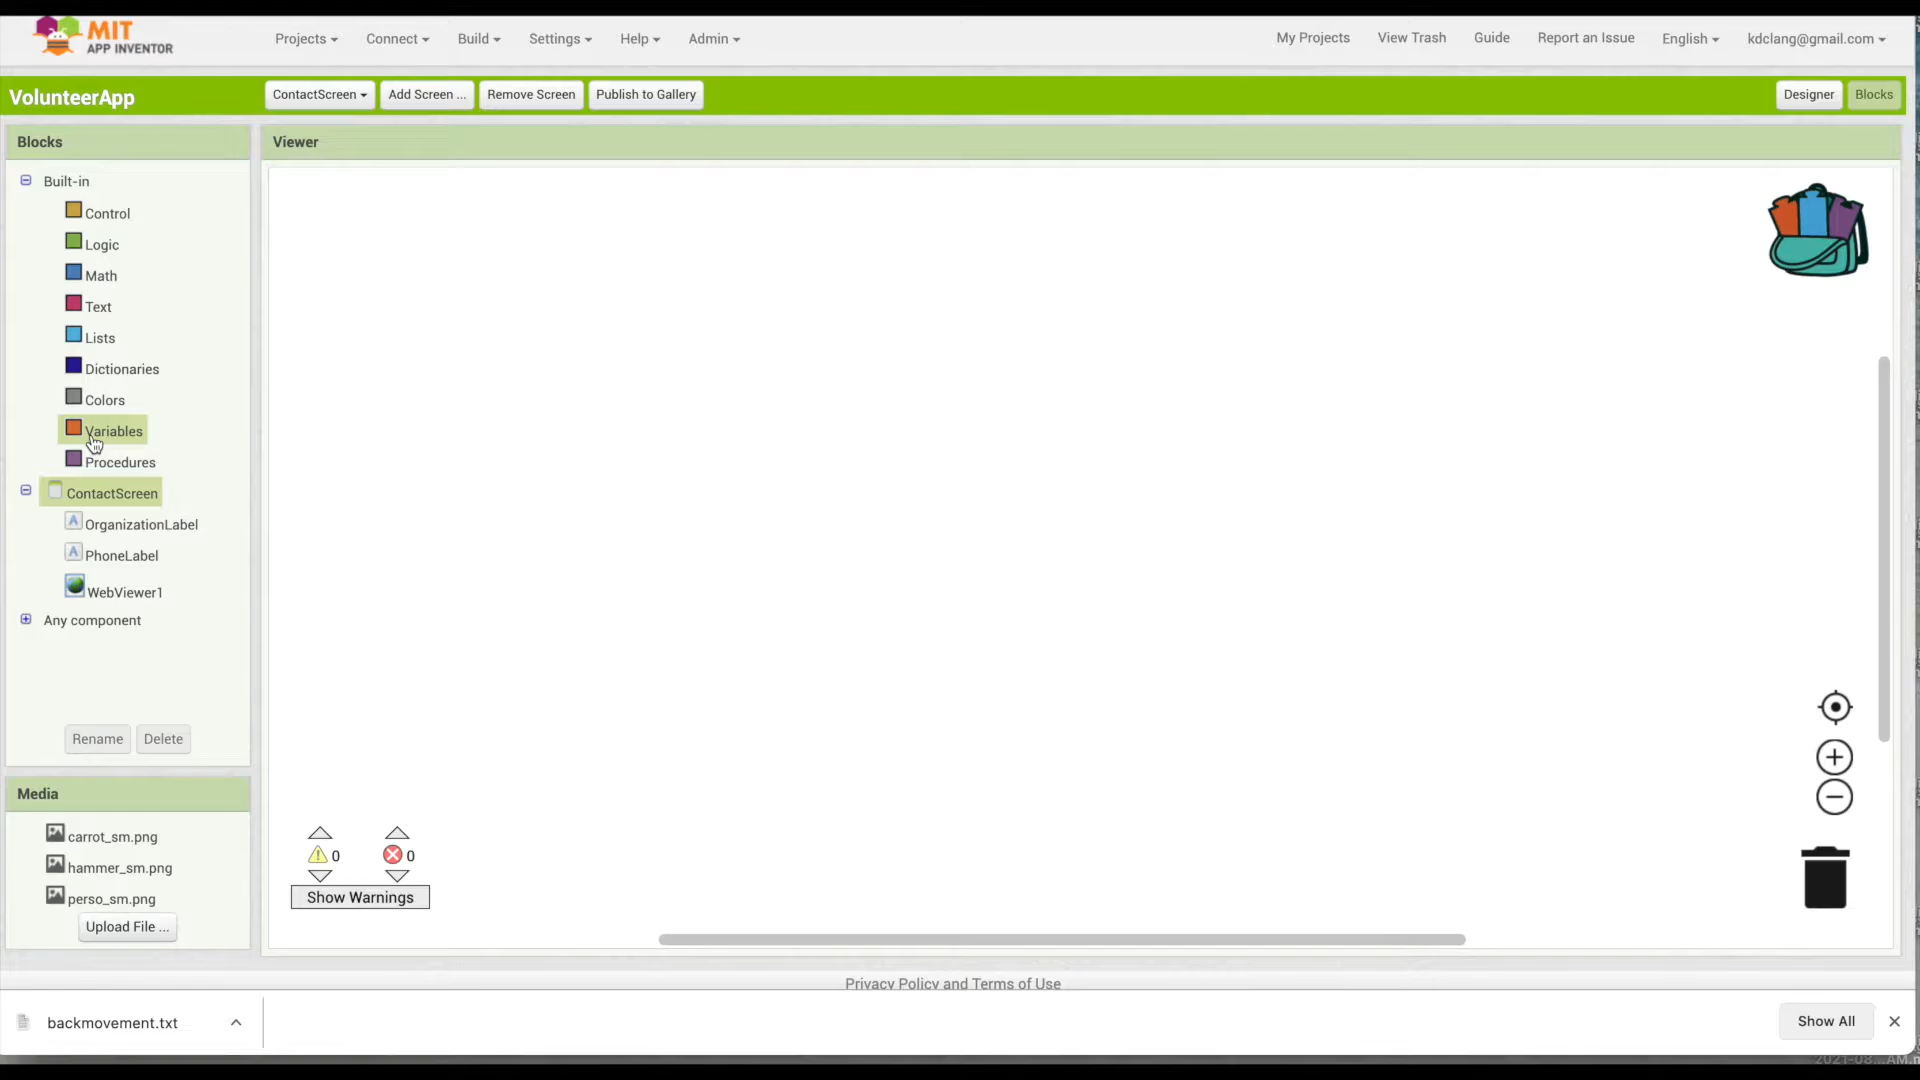 MIT
APP INVENTOR
Projects Connect Build Settings Help Admin
My Projects View Trash Guide Report an Issue English kdclang@gmail.com
VolunteerApp
ContactScreen Add Screen ... Remove Screen Publish to Gallery
Designer Blocks
Blocks
Viewer
Built-in
Control
Logic
Math
Text
Lists
Dictionaries
Colors
Variables
Procedures
ContactScreen
A OrganizationLabel
A PhoneLabel
WebViewer1
Any component
Rename Delete
Media
carrot_sm.png
hammer_sm.png
perso_sm.png
Upload File ...
0 0
Show Warnings
Privacy Policy and Terms of Use
backmovement.txt
Show All